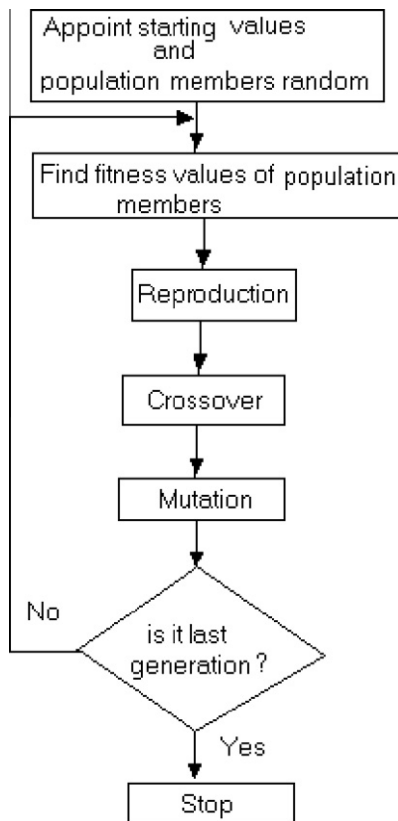 Appoint starting values
and
population members random
Find fitness values of population
members
Reproduction
Crossover
Mutation
is it last
generation ?
No
Yes
Stop